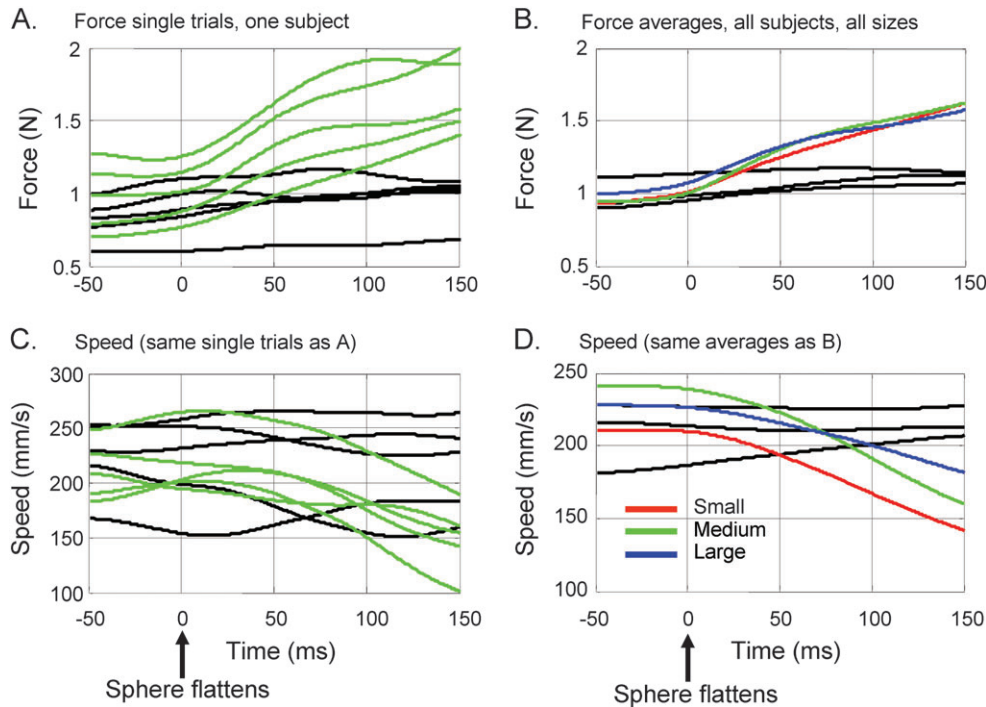 A. Force single trials, one subject
2
1.5
1
0.5
Force (N)
-50 0 50 100 150
B. Force averages, all subjects, all sizes
2
1.5
1
0.5
Force (N)
-50 0 50 100 150
C. Speed (same single trials as A)
300
250
200
150
100
Speed (mm/s)
-50 0 50 100 150
Time (ms)
Sphere flattens
D. Speed (same averages as B)
250
200
150
100
Speed (mm/s)
Small
Medium
Large
-50 0 50 100 150
Time (ms)
Sphere flattens